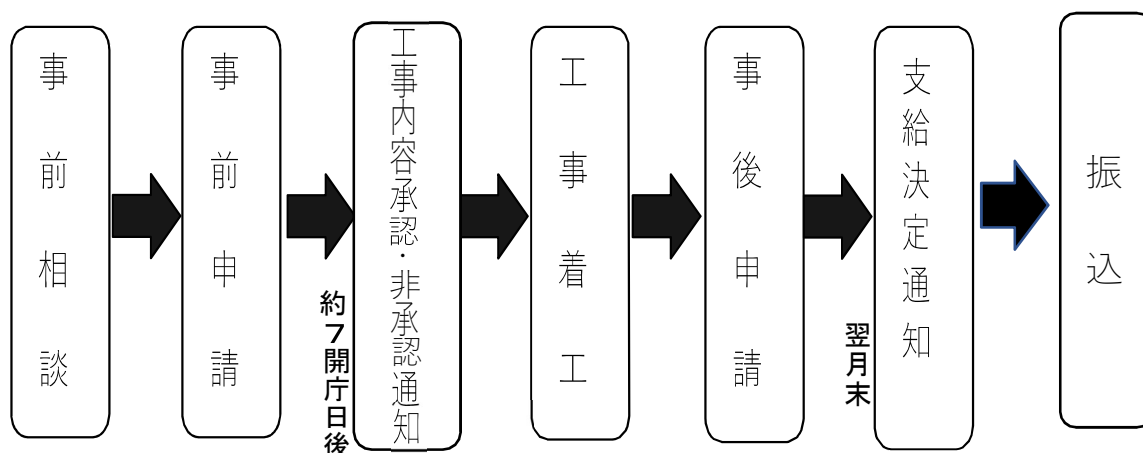 事前相談
事前申請
約7開庁日後
工事内容承認・非承認通知
工事着工
事後申請
翌月末
支給決定通知
振込